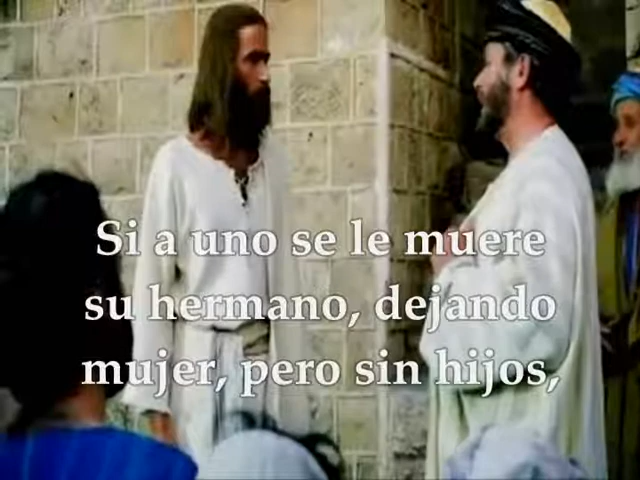 Si a uno se le muere
su hermano, dejando
mujer, pero sin hijos,